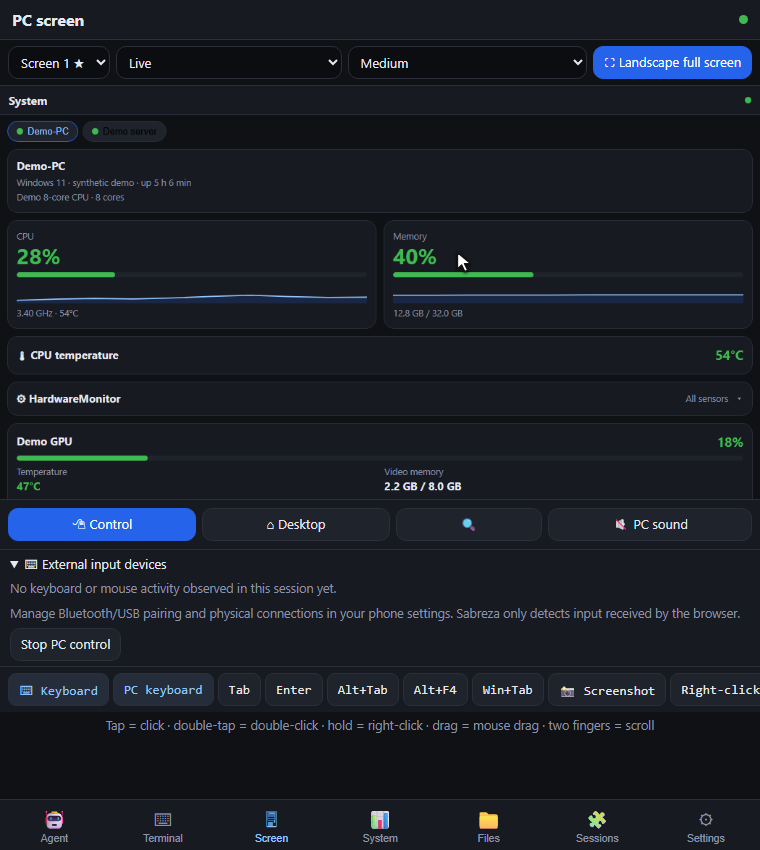 PC screen
Screen 1 ★
Live
Medium
Landscape full screen
System
Demo-PC
Demo server
Demo-PC
Windows 11 · synthetic demo · up 5 h 6 min
Demo 8-core CPU · 8 cores
CPU
28%
3.40 GHz · 54°C
Memory
40%
12.8 GB / 32.0 GB
CPU temperature
54°C
HardwareMonitor
All sensors
Demo GPU
18%
Temperature
47°C
Video memory
2.2 GB / 8.0 GB
Control
Desktop
PC sound
External input devices
No keyboard or mouse activity observed in this session yet.
Manage Bluetooth/USB pairing and physical connections in your phone settings. Sabreza only detects input received by the browser.
Stop PC control
Keyboard
PC keyboard
Tab
Enter
Alt+Tab
Alt+F4
Win+Tab
Screenshot
Right-click
Tap = click · double-tap = double-click · hold = right-click · drag = mouse drag · two fingers = scroll
Agent
Terminal
Screen
System
Files
Sessions
Settings